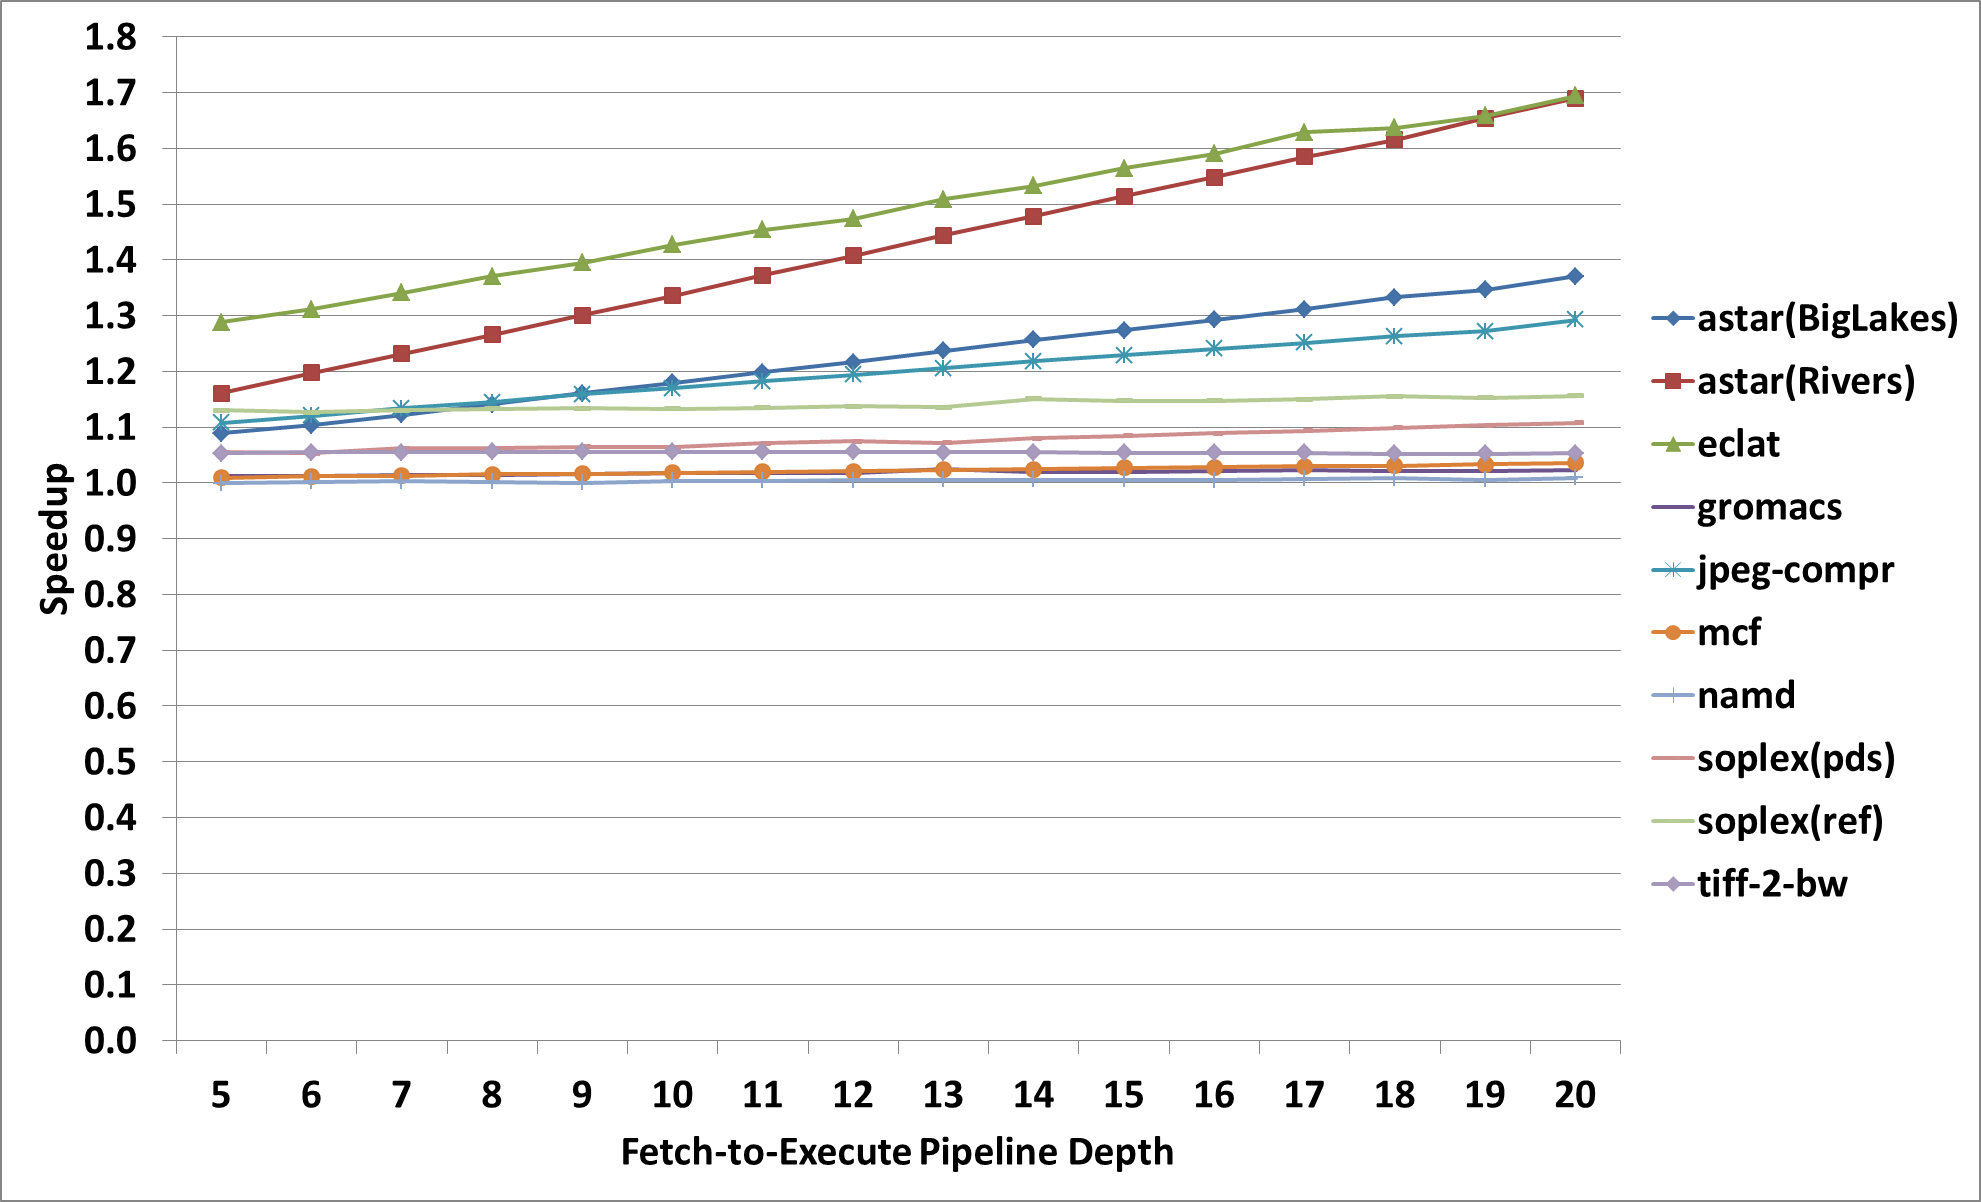 1.8
1.7
1.6
1.5
1.4
1.3
1.2
1.1
1.0
0.9
0.8
0.7
0.6
0.5
0.4
0.3
0.2
0.1
0.0
Speedup
5 6 7 8 9 10 11 12 13 14 15 16 17 18 19 20
Fetch-to-Execute Pipeline Depth
astar(BigLakes)
astar(Rivers)
eclat
gromacs
jpeg-compr
mcf
namd
soplex(pds)
soplex(ref)
tiff-2-bw